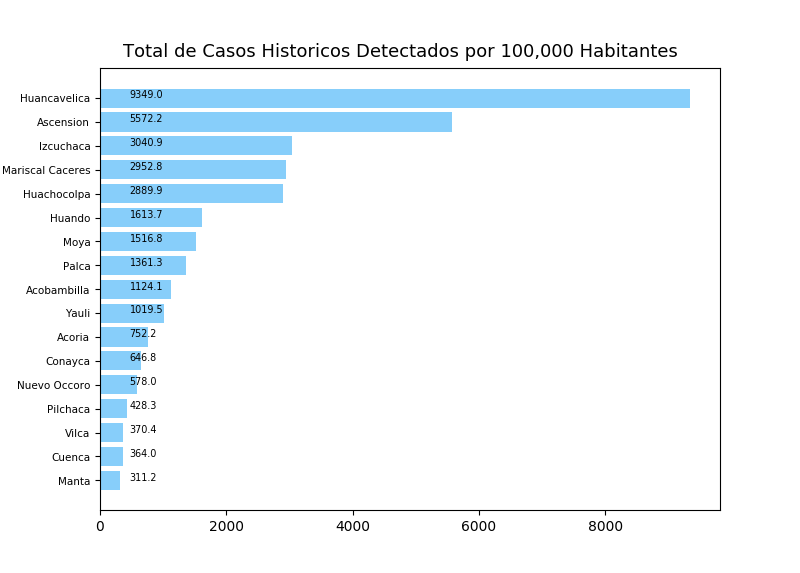 Total de Casos Historicos Detectados por 100,000 Habitantes
Huancavelica 9349.0
Ascension 5572.2
Izcuchaca 3040.9
Mariscal Caceres 2952.8
Huachocolpa 2889.9
Huando 1613.7
Moya 1516.8
Palca 1361.3
Acobambilla 1124.1
Yauli 1019.5
Acoria 752.2
Conayca 646.8
Nuevo Occoro 578.0
Pilchaca 428.3
Vilca 370.4
Cuenca 364.0
Manta 311.2
0 2000 4000 6000 8000